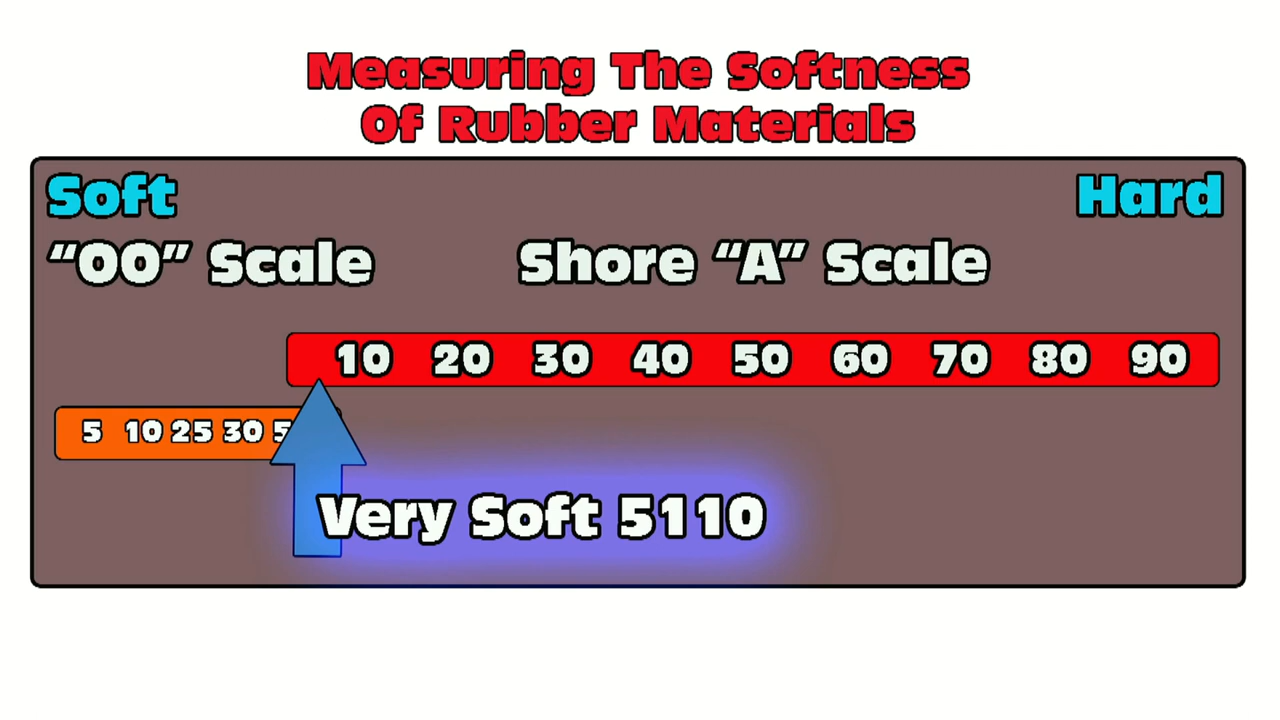 Measuring The Softness
Of Rubber Materials
Soft
Hard
“00” Scale
Shore “A” Scale
10 20 30 40 50 60 70 80 90
5 10 25 30
Very Soft 5110